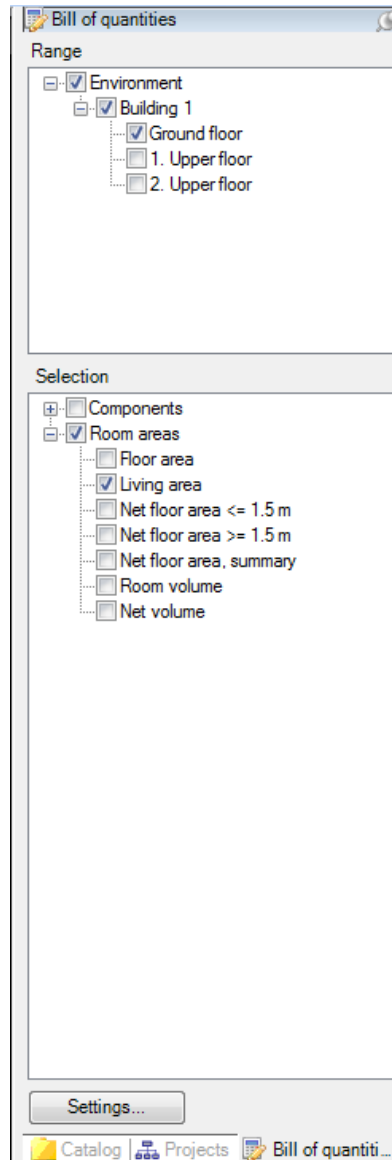 Bill of quantities
Range
Environment
Building 1
Ground floor
1. Upper floor
2. Upper floor
Selection
Components
Room areas
Floor area
Living area
Net floor area <= 1.5 m
Net floor area >= 1.5 m
Net floor area, summary
Room volume
Net volume
Settings...
Catalog Projects Bill of quantiti...